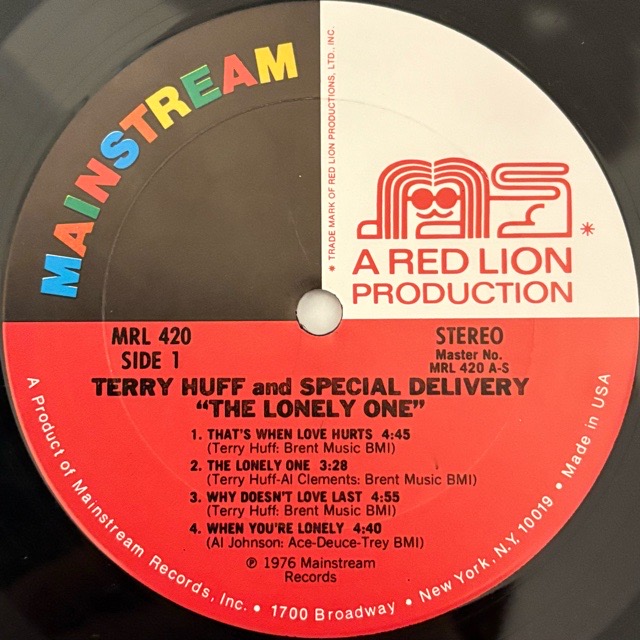 MAINSTREAM
* TRADE MARK OF RED LION PRODUCTIONS, LTD., INC.
*
A RED LION
PRODUCTION
MRL 420
SIDE 1
STEREO
Master No.
MRL 420 A-S
TERRY HUFF and SPECIAL DELIVERY
"THE LONELY ONE"
1. THAT'S WHEN LOVE HURTS 4:45
(Terry Huff: Brent Music BMI)
2. THE LONELY ONE 3:28
(Terry Huff-Al Clements: Brent Music BMI)
3. WHY DOESN'T LOVE LAST 4:55
(Terry Huff: Brent Music BMI)
4. WHEN YOU'RE LONELY 4:40
(Al Johnson: Ace-Deuce-Trey BMI)
℗ 1976 Mainstream
Records
A Product of Mainstream Records, Inc. • 1700 Broadway • New York, N.Y. 10019 • Made in USA